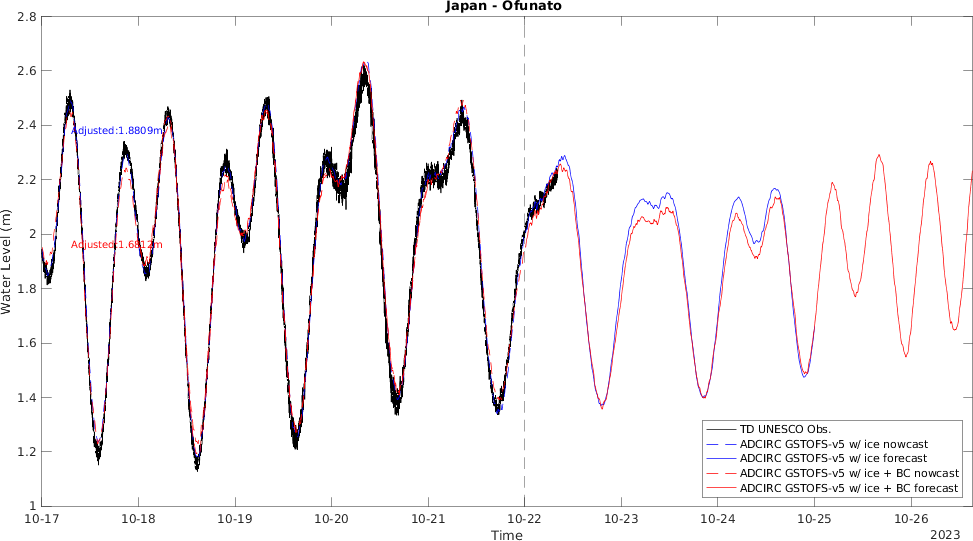 Japan - Ofunato
2.8
2.6
2.4
2.2
2
1.8
1.6
1.4
1.2
1
Water Level (m)
Adjusted:1.8809m
Adjusted:1.6812m
TD UNESCO Obs.
ADCIRC GSTOFS-v5 w/ ice nowcast
ADCIRC GSTOFS-v5 w/ ice forecast
ADCIRC GSTOFS-v5 w/ ice + BC nowcast
ADCIRC GSTOFS-v5 w/ ice + BC forecast
10-17 10-18 10-19 10-20 10-21 10-22 10-23 10-24 10-25 10-26
Time
2023